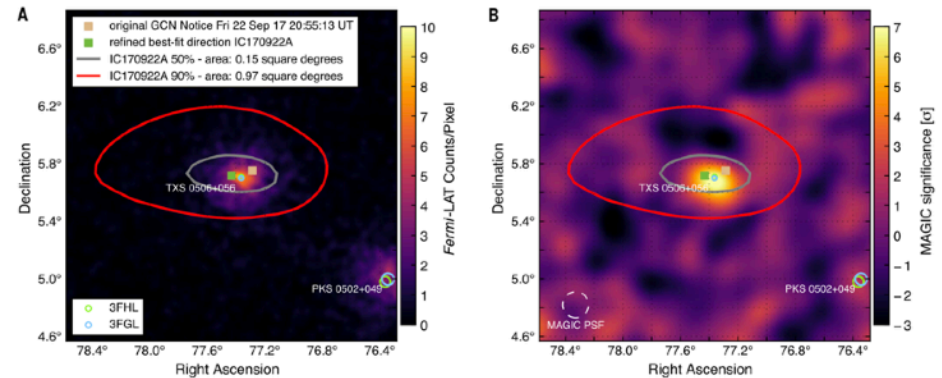 A
original GCN Notice Fri 22 Sep 17 20:55:13 UT
refined best-fit direction IC170922A
IC170922A 50% - area: 0.15 square degrees
IC170922A 90% - area: 0.97 square degrees
6.6°
6.2°
5.8°
5.4°
5.0°
4.6°
Declination
TXS 0506+056
PKS 0502+049
3FHL
3FGL
78.4° 78.0° 77.6° 77.2° 76.8° 76.4°
Right Ascension
10
9
8
7
6
5
4
3
2
1
0
Fermi-LAT Counts/Pixel
B
6.6°
6.2°
5.8°
5.4°
5.0°
4.6°
Declination
TXS 0506+056
PKS 0502+049
MAGIC PSF
78.4° 78.0° 77.6° 77.2° 76.8° 76.4°
Right Ascension
7
6
5
4
3
2
1
0
−1
−2
−3
MAGIC significance [σ]